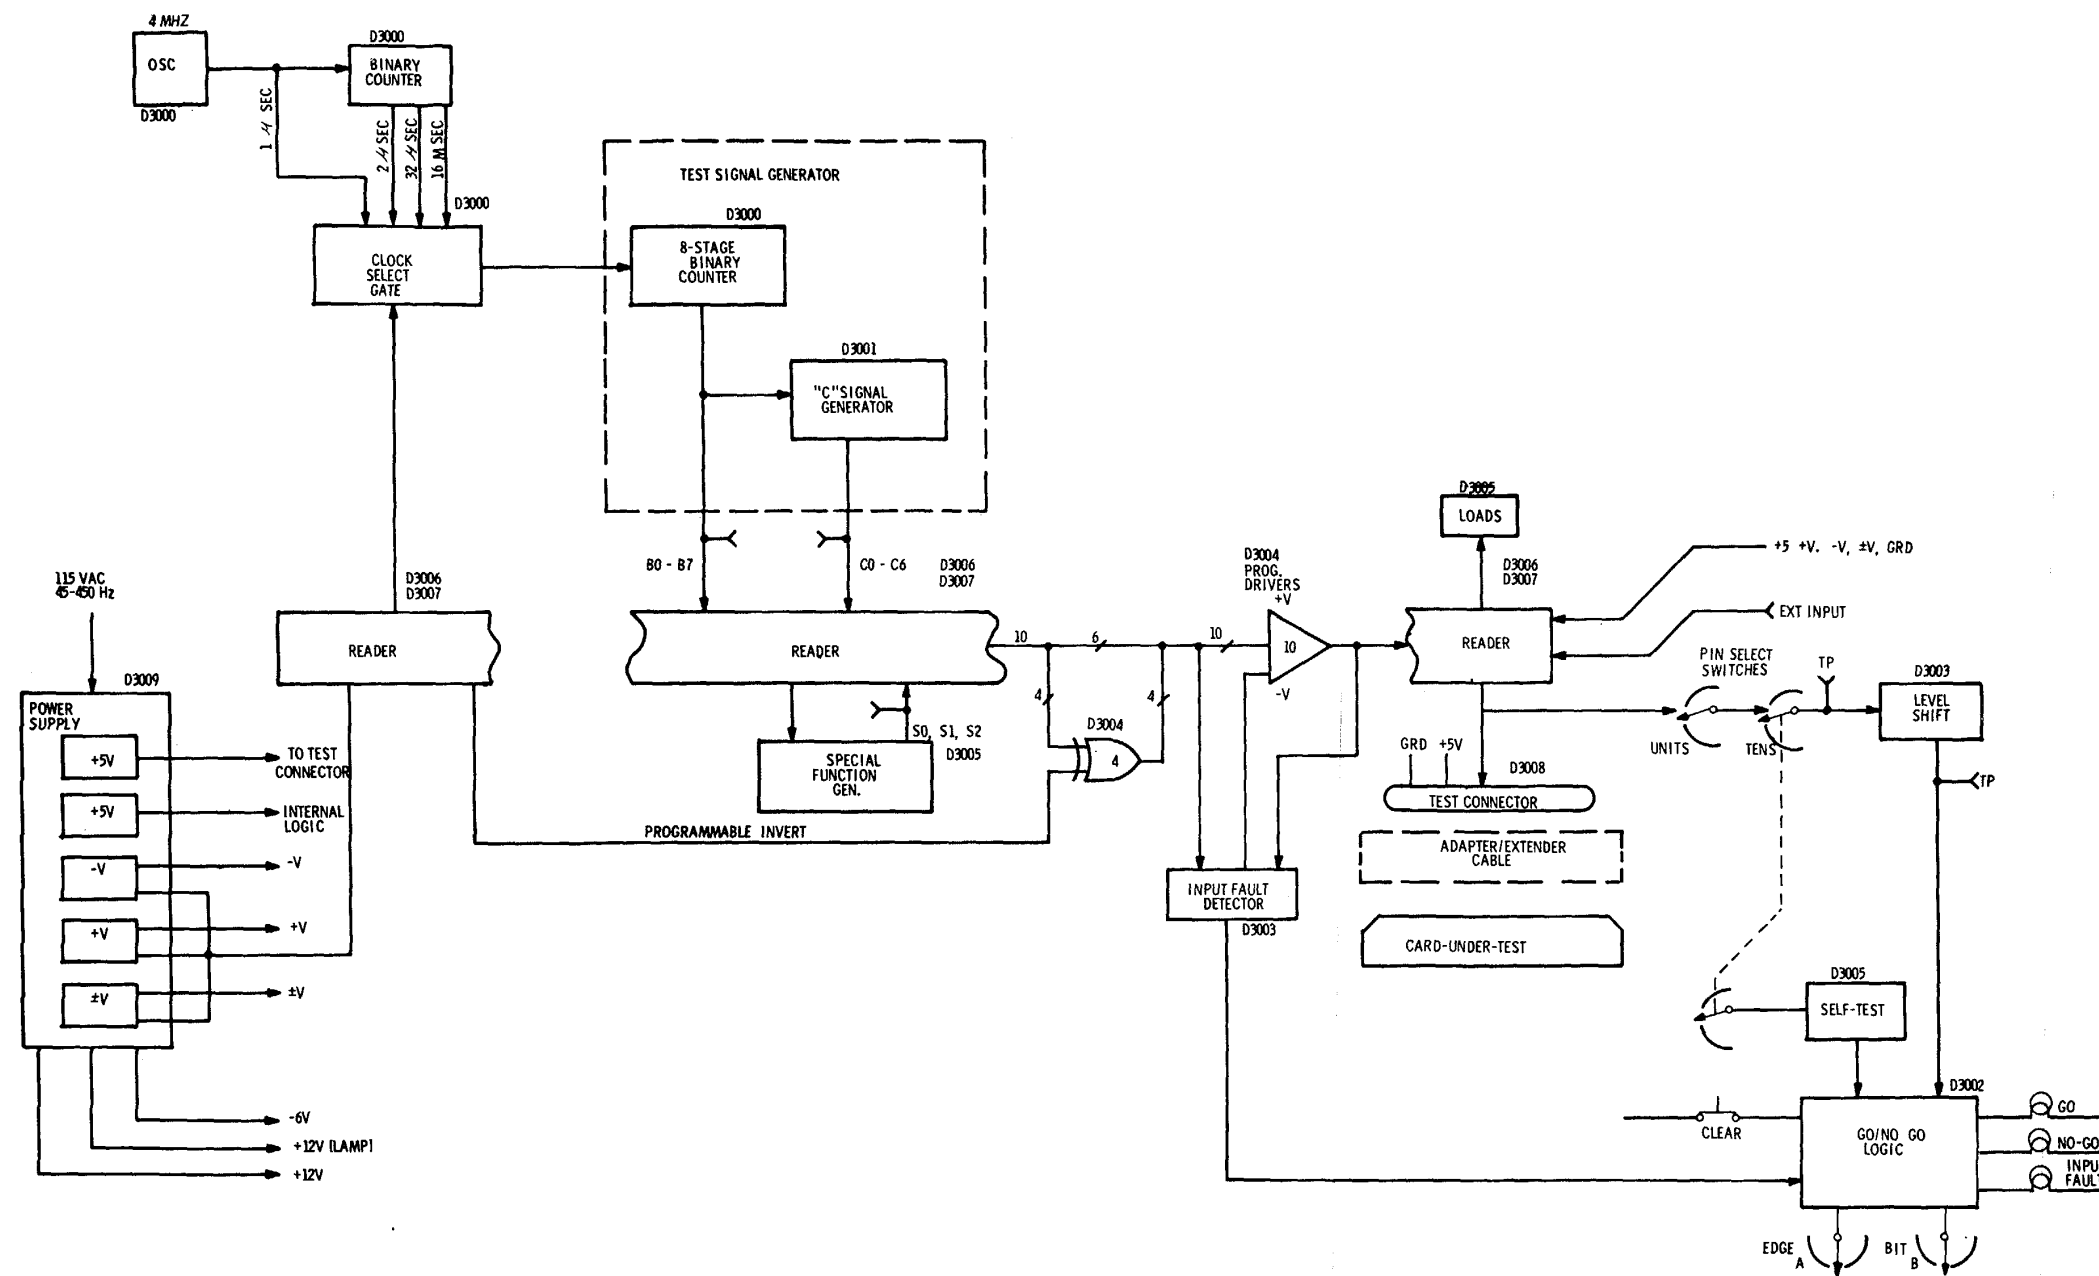 4 MHZ
OSC
D3000
D3000
BINARY
COUNTER
1 µ SEC
2 µ SEC
32 µ SEC
16 M SEC
D3000
CLOCK
SELECT
GATE
TEST SIGNAL GENERATOR
D3000
8-STAGE
BINARY
COUNTER
D3001
"C" SIGNAL
GENERATOR
B0 - B7
C0 - C6
D3006
D3007
115 VAC
45-450 Hz
D3006
D3007
READER
READER
10
6
10
4
4
D3004
PROG.
DRIVERS
+V
10
-V
D3004
4
S0, S1, S2
D3005
SPECIAL
FUNCTION
GEN.
PROGRAMMABLE INVERT
D3009
POWER
SUPPLY
+5V
TO TEST
CONNECTOR
+5V
INTERNAL
LOGIC
-V
-V
+V
+V
±V
±V
-6V
+12V [LAMP]
+12V
INPUT FAULT
DETECTOR
D3003
D3005
LOADS
D3006
D3007
READER
+5 +V. -V, ±V, GRD
EXT INPUT
PIN SELECT
SWITCHES
UNITS
TENS
TP
D3003
LEVEL
SHIFT
TP
GRD +5V
D3008
TEST CONNECTOR
ADAPTER/EXTENDER
CABLE
CARD-UNDER-TEST
D3005
SELF-TEST
D3002
CLEAR
GO/NO GO
LOGIC
GO
NO-GO
INPU
FAULT
EDGE
A
BIT
B